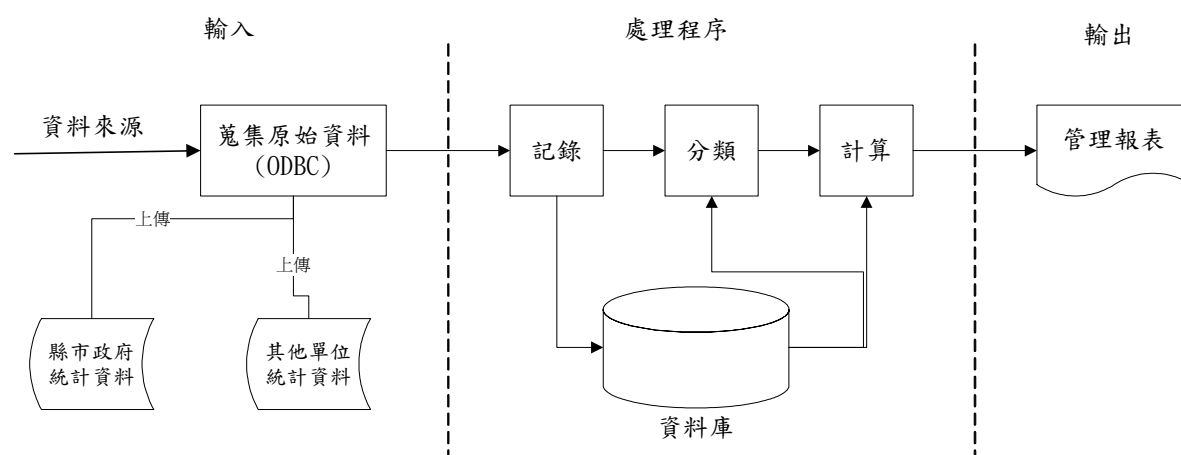 輸入
處理程序
輸出
資料來源
蒐集原始資料
(ODBC)
記錄
分類
計算
管理報表
上傳
上傳
縣市政府
統計資料
其他單位
統計資料
資料庫